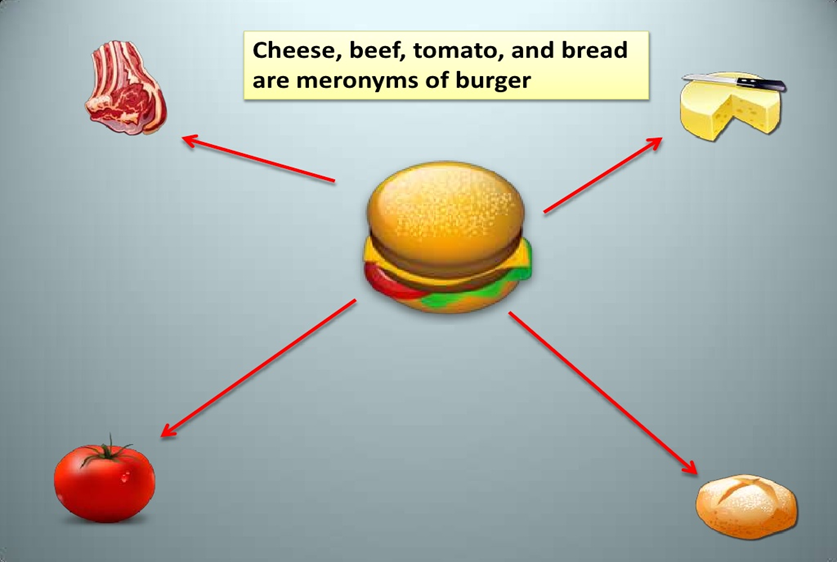 Cheese, beef, tomato, and bread
are meronyms of burger